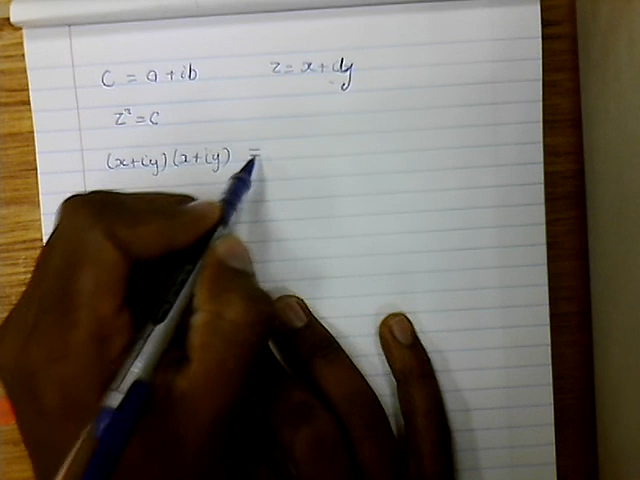 C = a + ib z = x + iy
z² = C
(x+iy)(x+iy) =